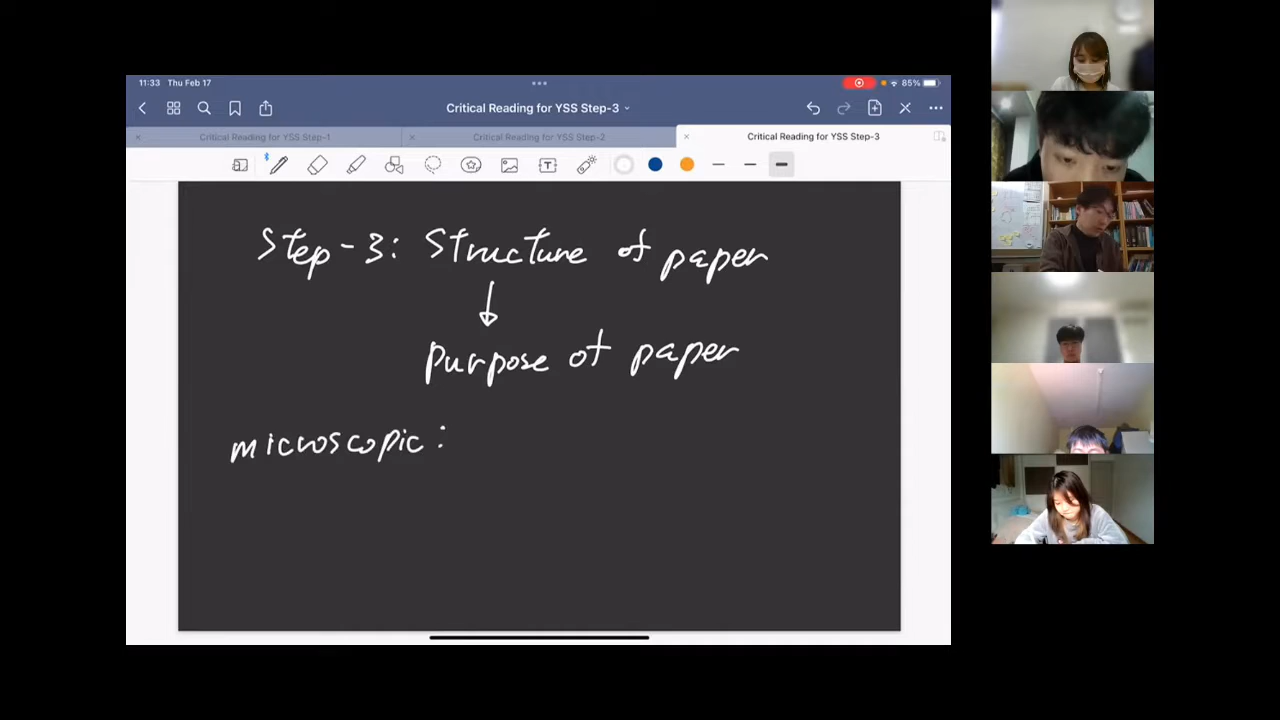 11:33 Thu Feb 17
85%
Critical Reading for YSS Step-3
Critical Reading for YSS Step-1
Critical Reading for YSS Step-2
Critical Reading for YSS Step-3
Step-3: Structure of paper
↓
purpose of paper
microscopic: